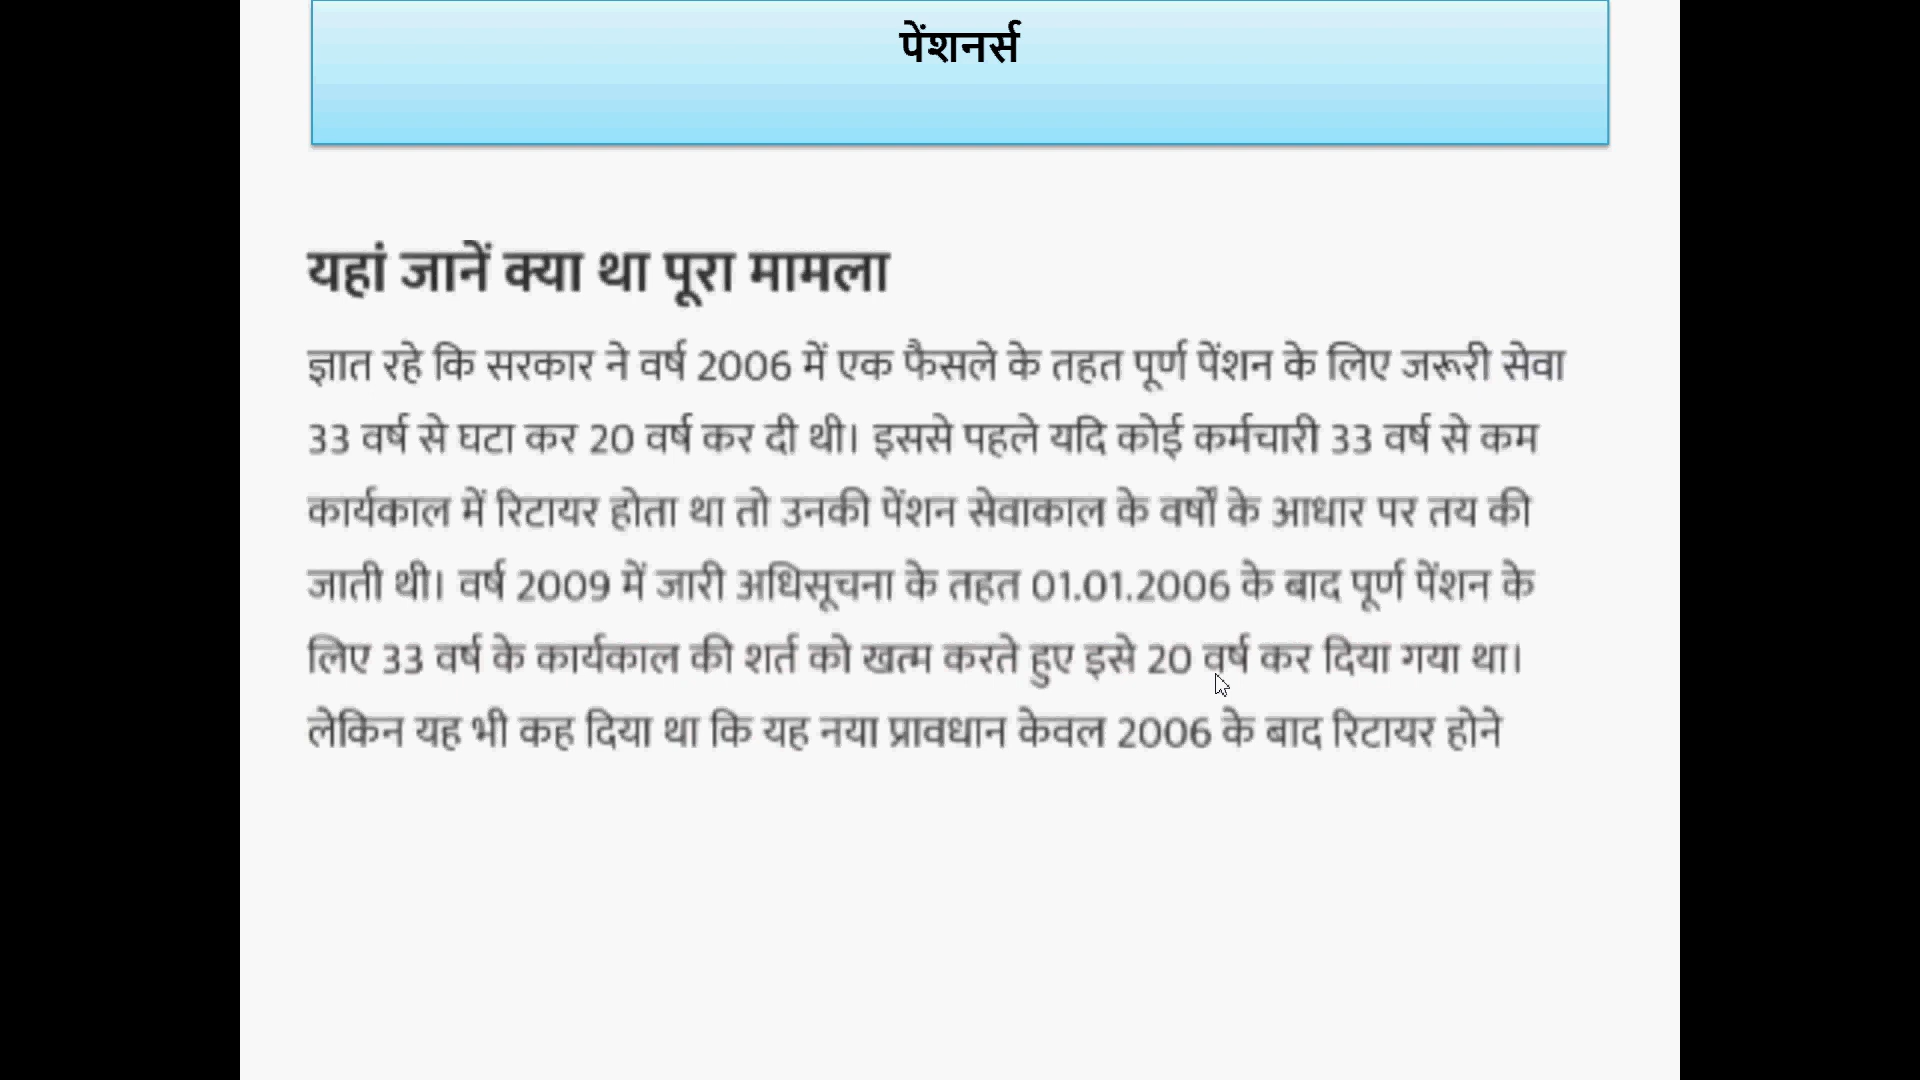 पेंशनर्स
यहां जानें क्या था पूरा मामला
ज्ञात रहे कि सरकार ने वर्ष 2006 में एक फैसले के तहत पूर्ण पेंशन के लिए जरूरी सेवा
33 वर्ष से घटा कर 20 वर्ष कर दी थी। इससे पहले यदि कोई कर्मचारी 33 वर्ष से कम
कार्यकाल में रिटायर होता था तो उनकी पेंशन सेवाकाल के वर्षों के आधार पर तय की
जाती थी। वर्ष 2009 में जारी अधिसूचना के तहत 01.01.2006 के बाद पूर्ण पेंशन के
लिए 33 वर्ष के कार्यकाल की शर्त को खत्म करते हुए इसे 20 वर्ष कर दिया गया था।
लेकिन यह भी कह दिया था कि यह नया प्रावधान केवल 2006 के बाद रिटायर होने